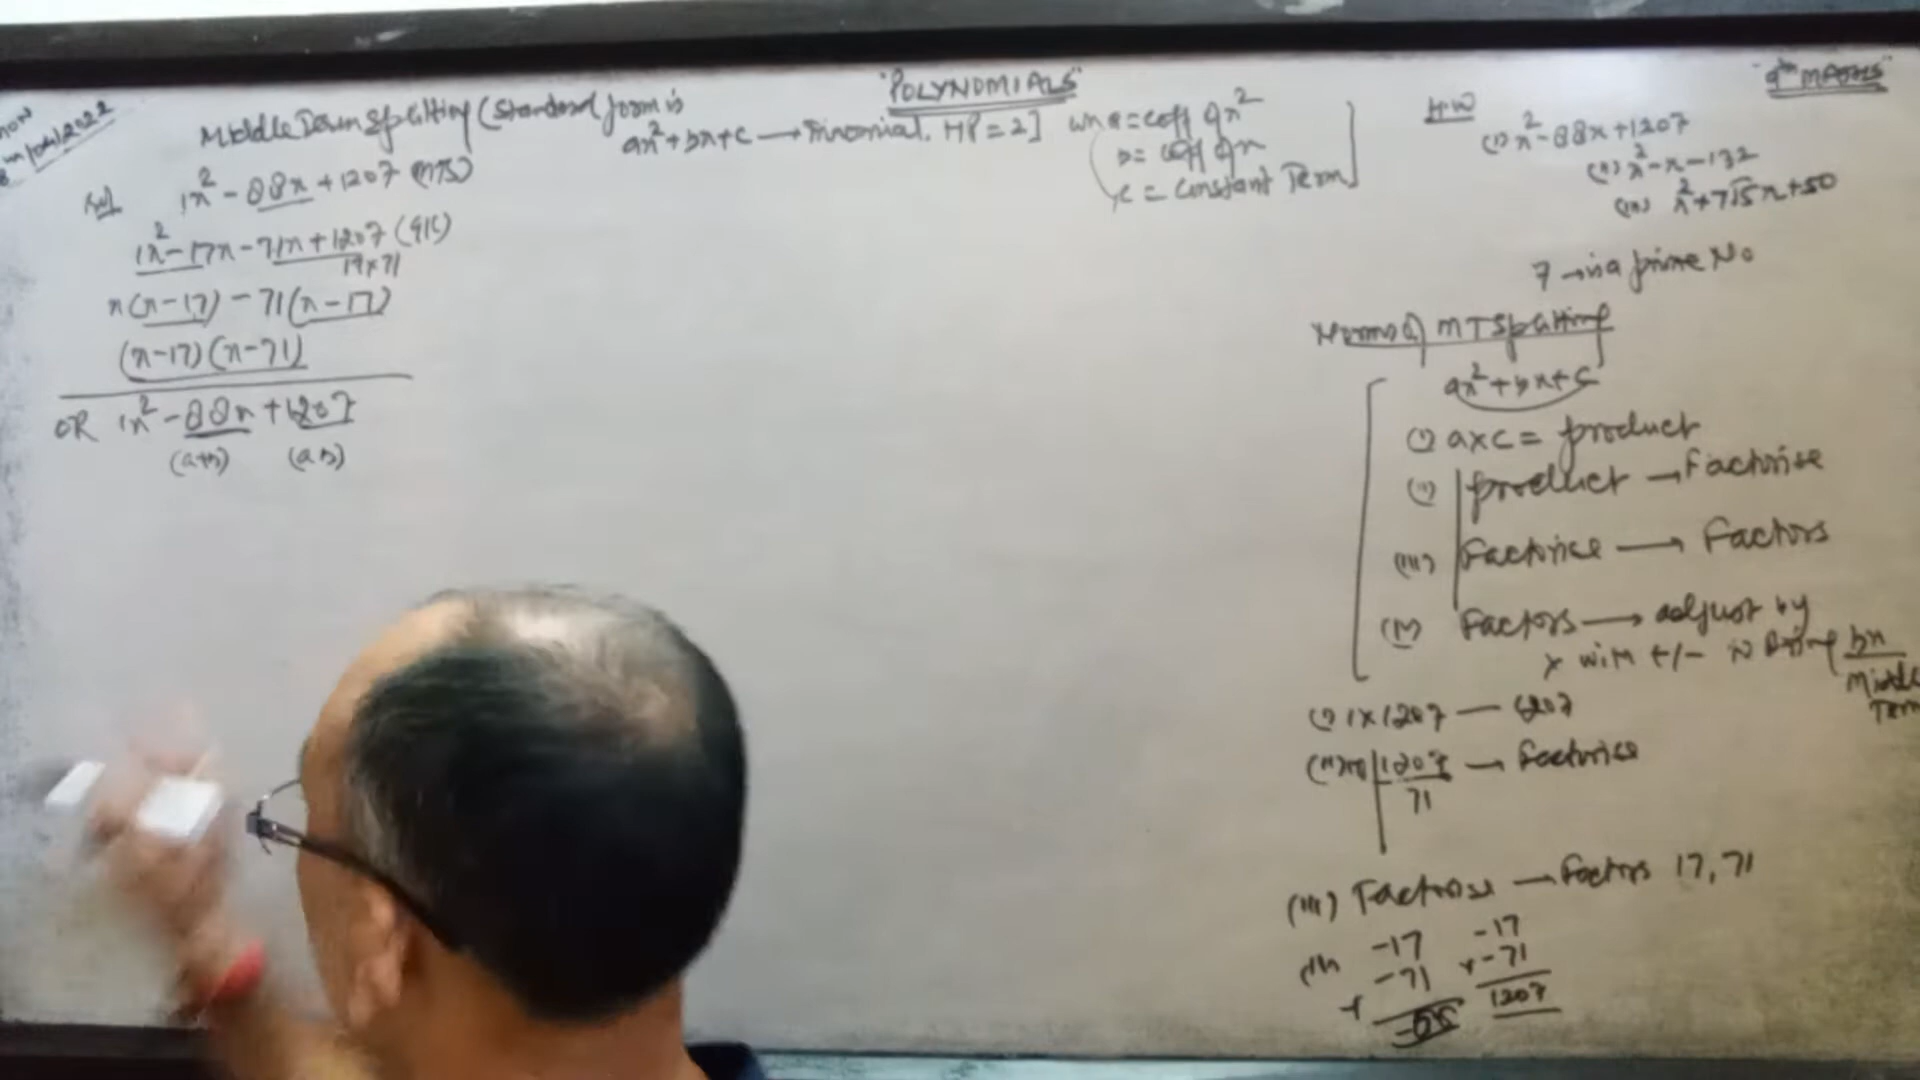 "POLYNOMIALS"
"9th MATHS"
Middle Term Splitting (Standard form is
ax²+bx+c → Trinomial. HP = 2]
a = coff of x²
b = coff of x
c = Constant Term
1x² - 88x + 1207 (MTS)
1x² - 17x - 71x + 1207
17×71
x(x-17) - 71(x-17)
(x-17)(x-71)
OR 1x² - 88x + 1207
(a+b) (ab)
HW
(i) x² - 88x + 1207
(ii) x² - x - 132
(iii) x² + 7√5x + 50
7 → is a prime No
MT Splitting
ax² + bx + c
(i) a×c = product
(ii) product → Factorise
(iii) Factorise → Factors
(iv) Factors → adjust by
× with +/- to Bring bx
Middle
Term
(i) 1×1207 — 1207
(ii) 17 1207 — Factorise
71
(iii) Factorise → Factors 17, 71
(iv) -17 -17
-71 × -71
+ -88 1207